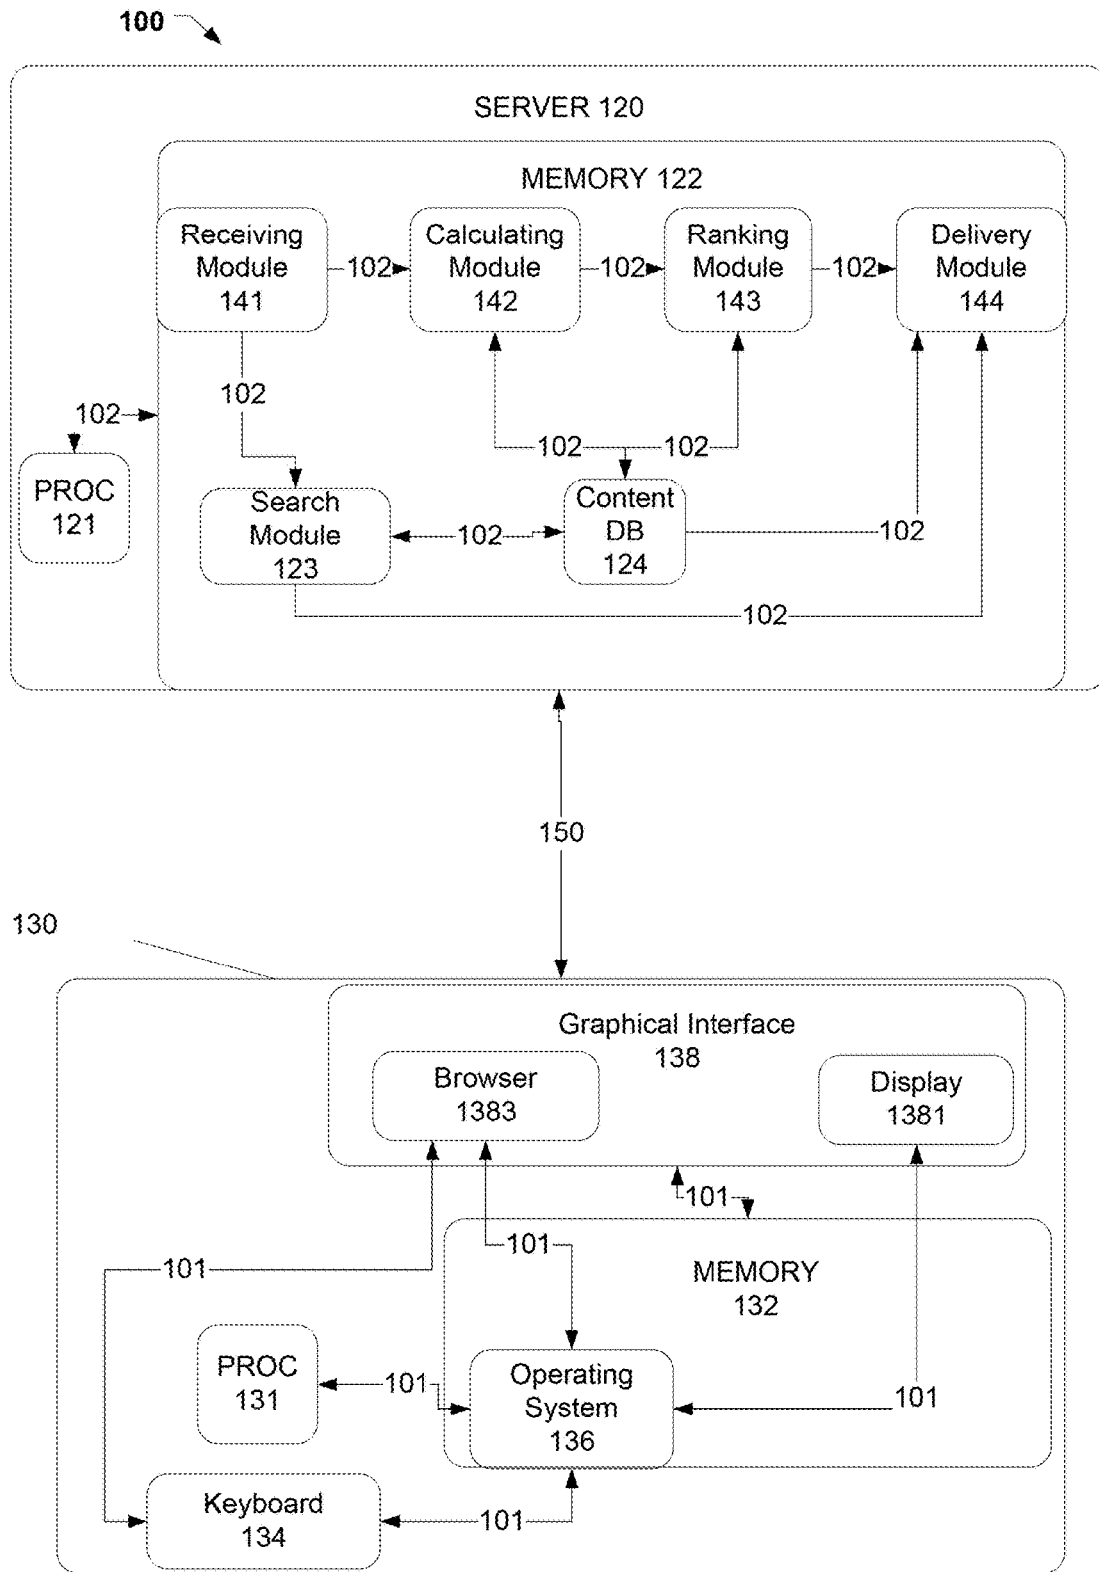 100
SERVER 120
MEMORY 122
Receiving
Module
141
102
Calculating
Module
142
102
Ranking
Module
143
102
Delivery
Module
144
102
102
PROC
121
102
102
Search
Module
123
102
Content
DB
124
102
102
150
130
Graphical Interface
138
Browser
1383
Display
1381
101
101
101
MEMORY
132
PROC
131
101
Operating
System
136
101
Keyboard
134
101